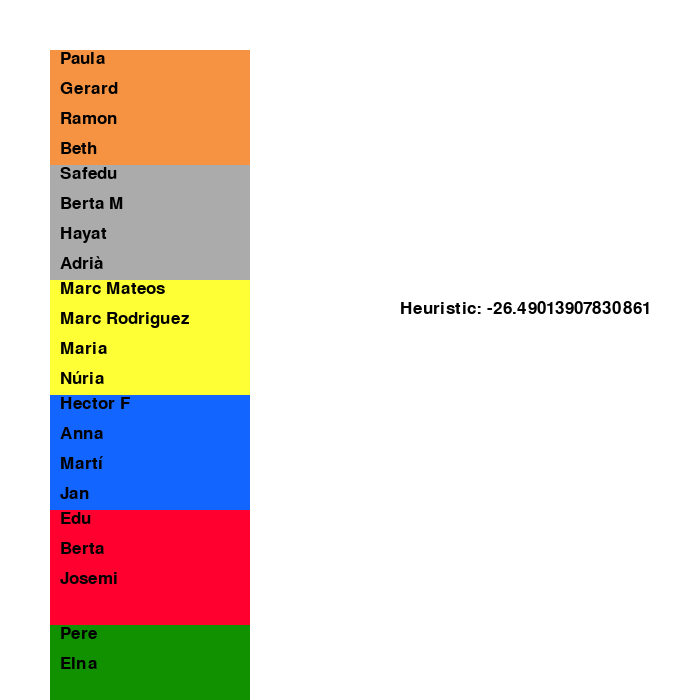 Paula
Gerard
Ramon
Beth
Safedu
Berta M
Hayat
Adrià
Marc Mateos
Marc Rodriguez
Maria
Núria
Hector F
Anna
Martí
Jan
Edu
Berta
Josemi
Pere
Elna
Heuristic: -26.49013907830861